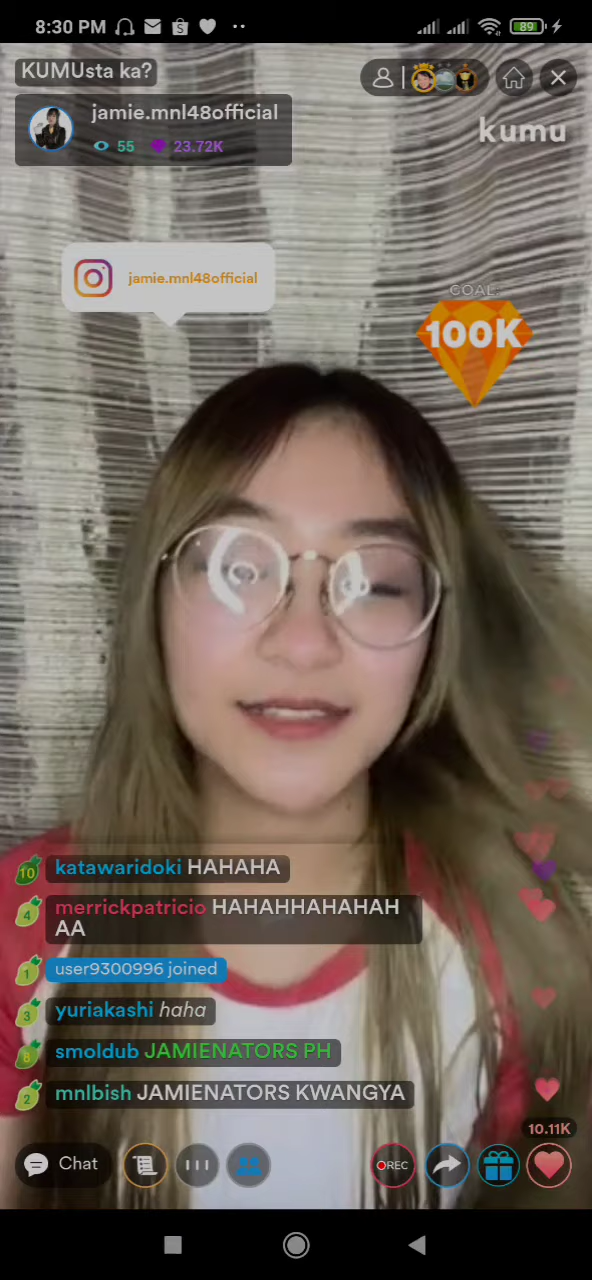 8:30 PM
89
KUMUsta ka?
jamie.mnl48official
55 23.72K
kumu
jamie.mnl48official
GOAL:
100K
10 katawaridoki HAHAHA
4 merrickpatricio HAHAHHAHAHAH
AA
1 user9300996 joined
3 yuriakashi haha
8 smoldub JAMIENATORS PH
2 mnlbish JAMIENATORS KWANGYA
10.11K
Chat
REC